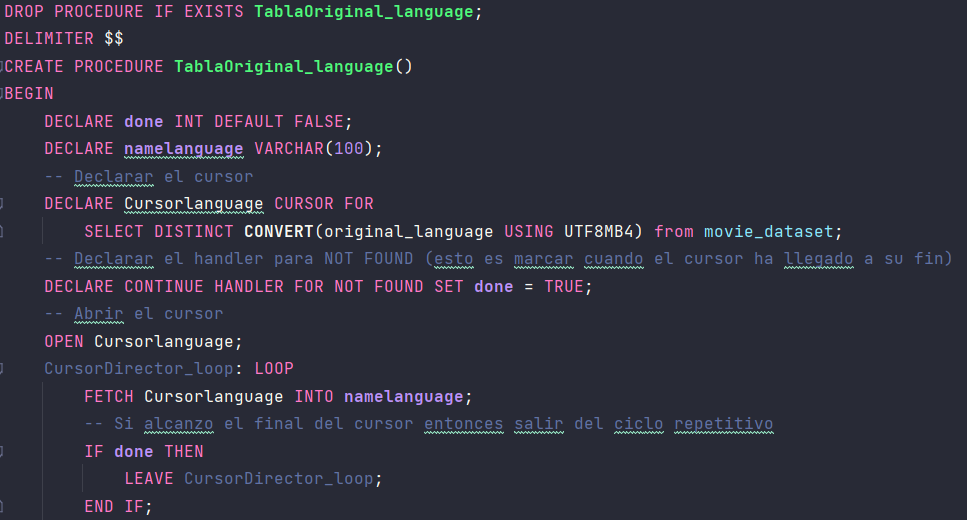 DROP PROCEDURE IF EXISTS TablaOriginal_language;
DELIMITER $$
CREATE PROCEDURE TablaOriginal_language()
BEGIN
    DECLARE done INT DEFAULT FALSE;
    DECLARE namelanguage VARCHAR(100);
    -- Declarar el cursor
    DECLARE Cursorlanguage CURSOR FOR
        SELECT DISTINCT CONVERT(original_language USING UTF8MB4) from movie_dataset;
    -- Declarar el handler para NOT FOUND (esto es marcar cuando el cursor ha llegado a su fin)
    DECLARE CONTINUE HANDLER FOR NOT FOUND SET done = TRUE;
    -- Abrir el cursor
    OPEN Cursorlanguage;
    CursorDirector_loop: LOOP
        FETCH Cursorlanguage INTO namelanguage;
        -- Si alcanzo el final del cursor entonces salir del ciclo repetitivo
        IF done THEN
            LEAVE CursorDirector_loop;
        END IF;